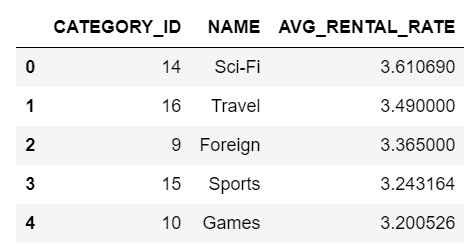 CATEGORY_ID NAME AVG_RENTAL_RATE
0 14 Sci-Fi 3.610690
1 16 Travel 3.490000
2 9 Foreign 3.365000
3 15 Sports 3.243164
4 10 Games 3.200526